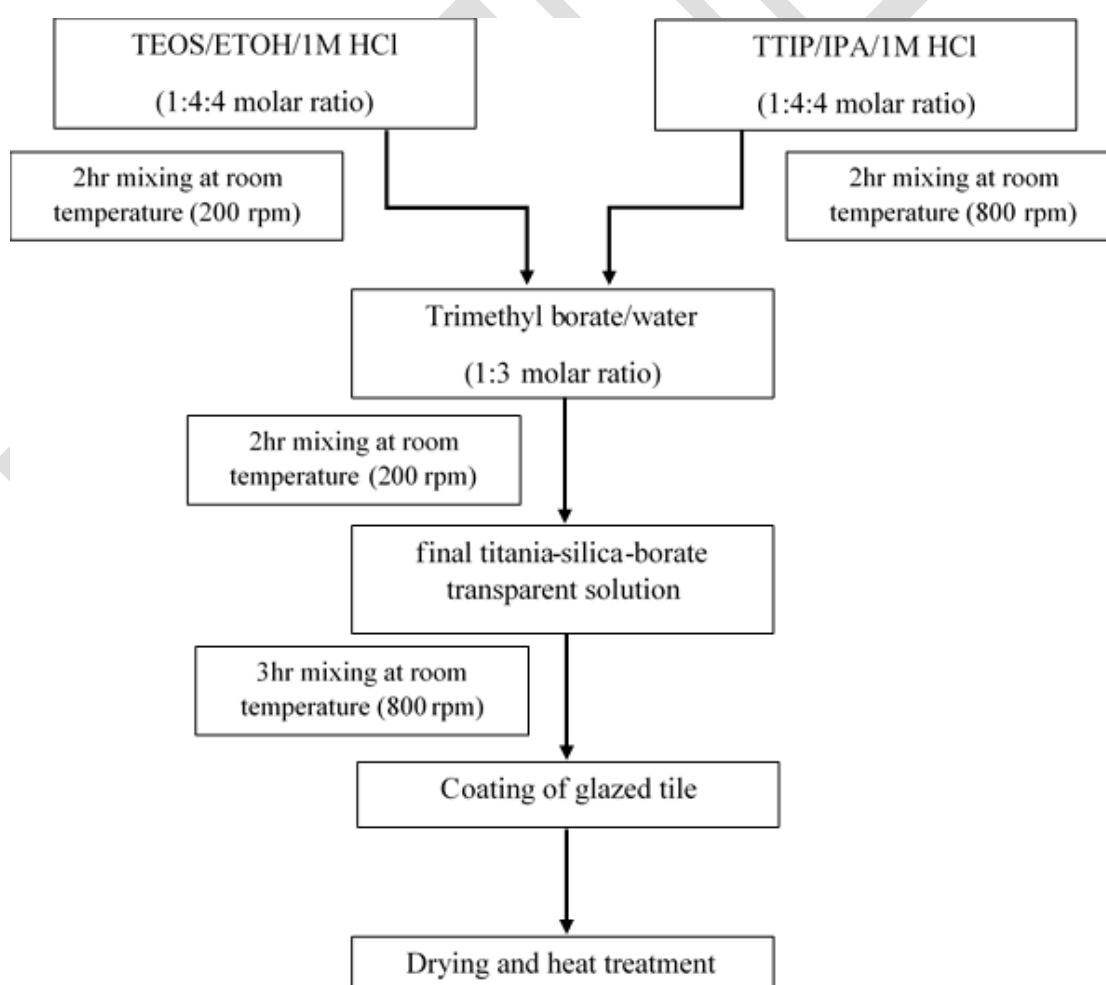 TEOS/ETOH/1M HCl
(1:4:4 molar ratio)
TTIP/IPA/1M HCl
(1:4:4 molar ratio)
2hr mixing at room
temperature (200 rpm)
2hr mixing at room
temperature (800 rpm)
Trimethyl borate/water
(1:3 molar ratio)
2hr mixing at room
temperature (200 rpm)
final titania-silica-borate
transparent solution
3hr mixing at room
temperature (800 rpm)
Coating of glazed tile
Drying and heat treatment